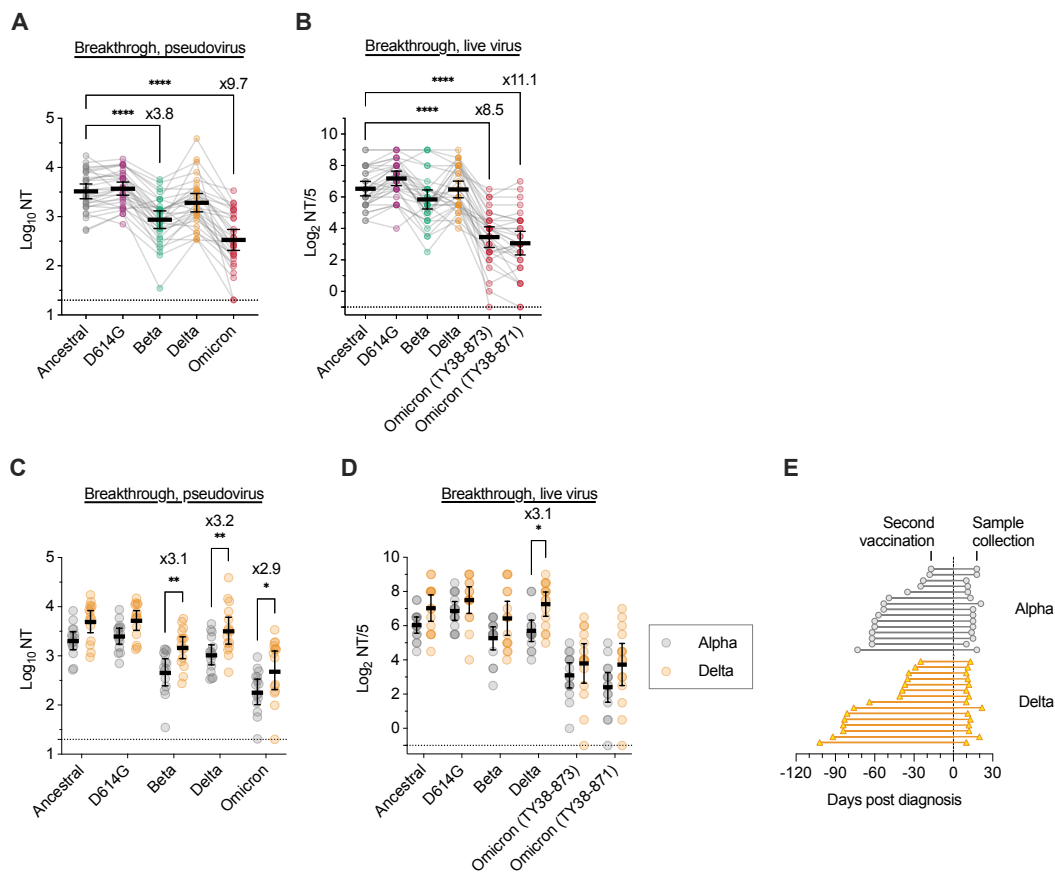 A
Breakthrogh, pseudovirus
x9.7
****
****
x3.8
5
4
3
2
1
Log10 NT
Ancestral
D614G
Beta
Delta
Omicron
B
Breakthrough, live virus
****
x11.1
****
x8.5
10
8
6
4
2
0
Log2 NT/5
Ancestral
D614G
Beta
Delta
Omicron (TY38-873)
Omicron (TY38-871)
C
Breakthrough, pseudovirus
x3.2
**
x3.1
**
x2.9
*
5
4
3
2
1
Log10 NT
Ancestral
D614G
Beta
Delta
Omicron
D
Breakthrough, live virus
x3.1
*
10
8
6
4
2
0
Log2 NT/5
Ancestral
D614G
Beta
Delta
Omicron (TY38-873)
Omicron (TY38-871)
Alpha
Delta
E
Second
vaccination
Sample
collection
Alpha
Delta
-120
-90
-60
-30
0
30
Days post diagnosis